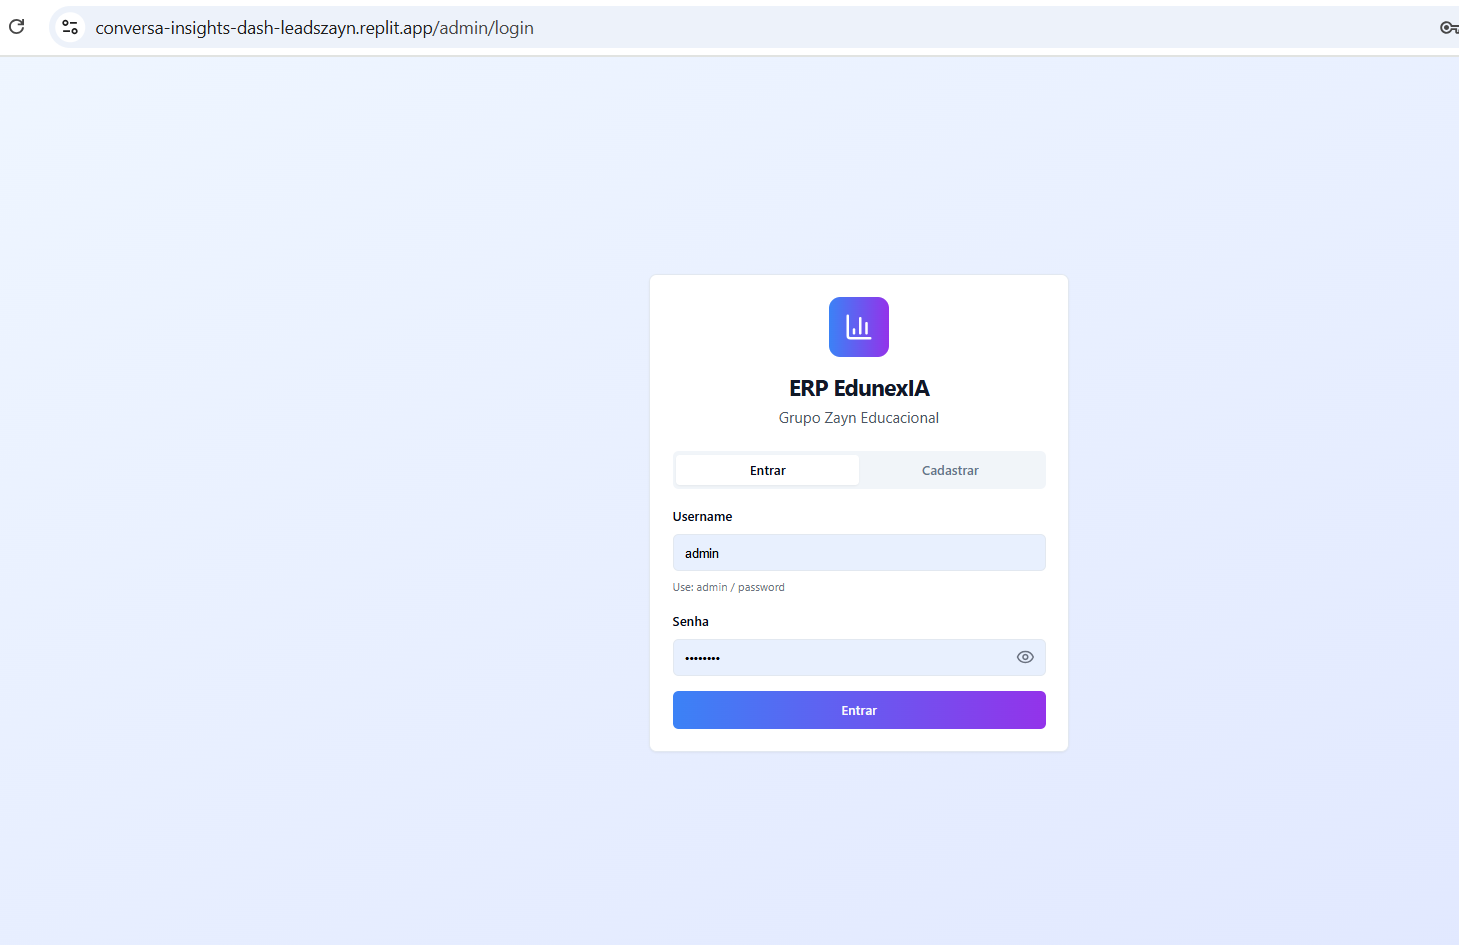 conversa-insights-dash-leadszayn.replit.app/admin/login
ERP EdunexIA
Grupo Zayn Educacional
Entrar
Cadastrar
Username
admin
Use: admin / password
Senha
••••••••
Entrar